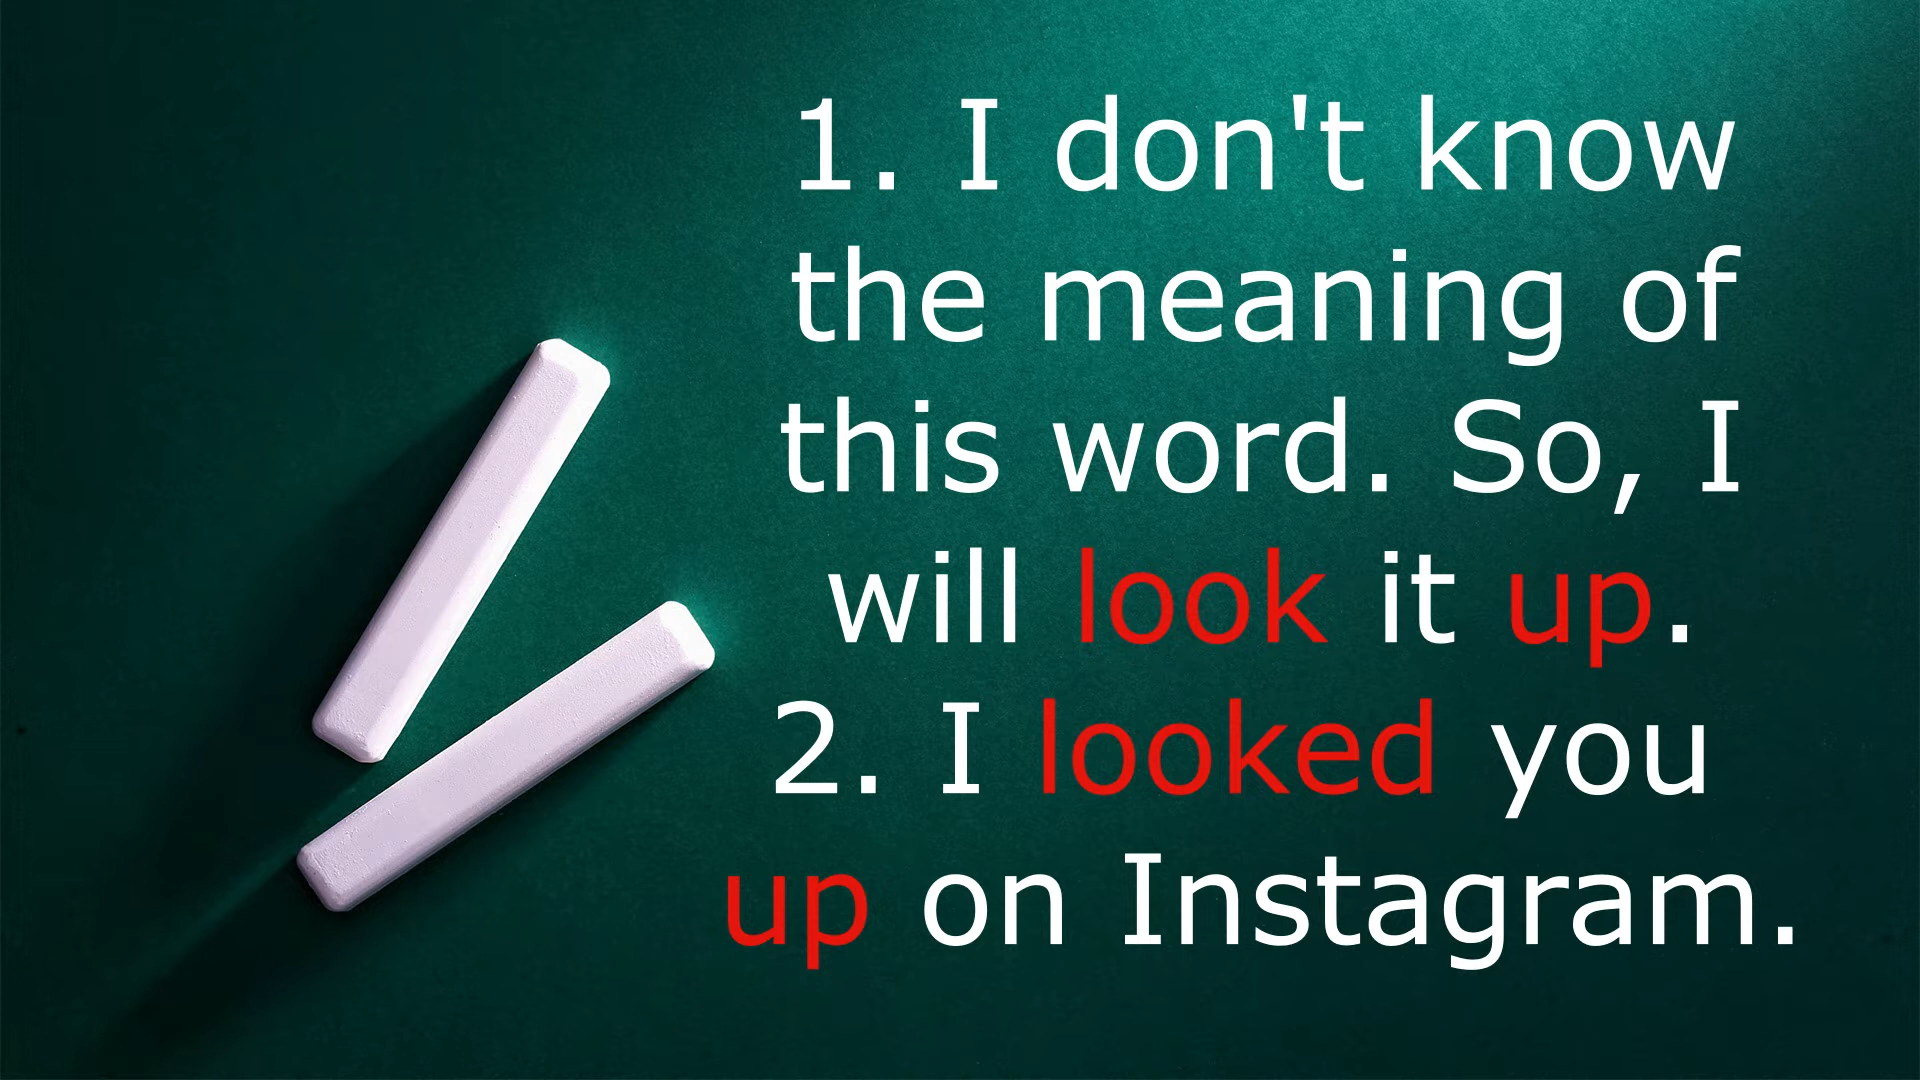 1. I don't know
the meaning of
this word. So, I
will look it up.
2. I looked you
up on Instagram.